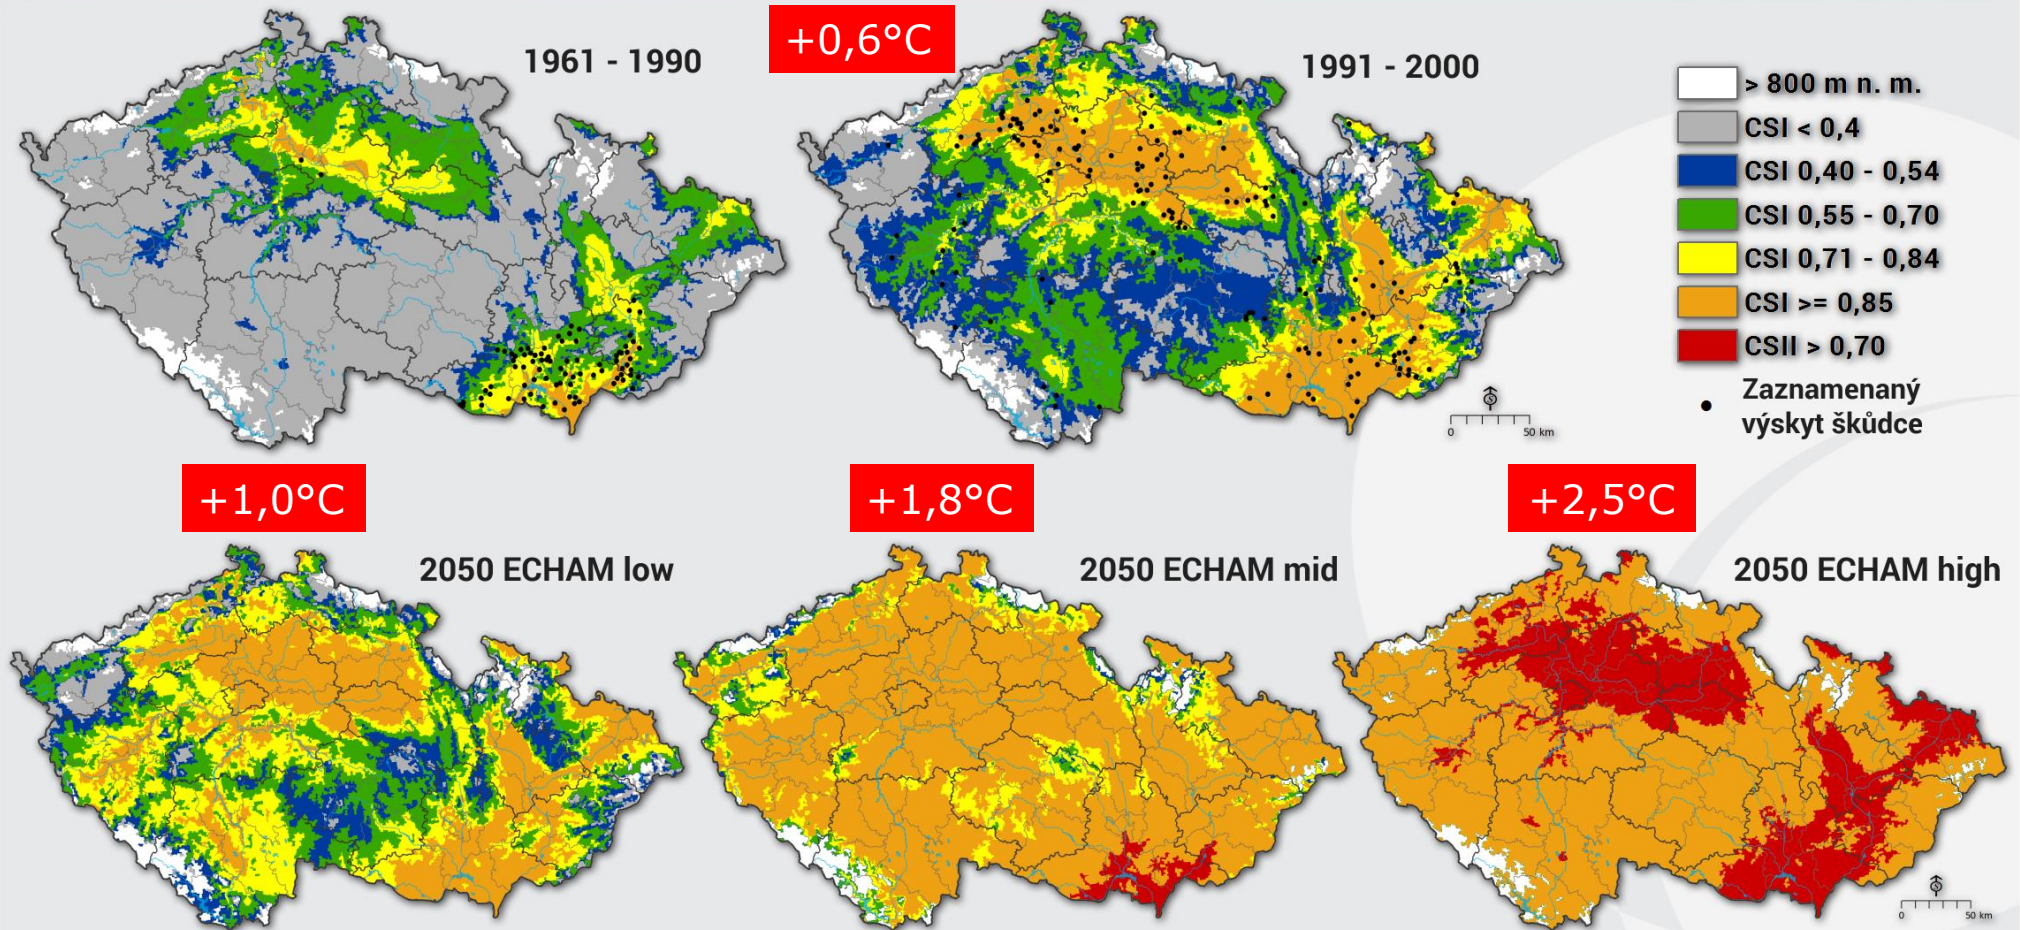 1961 - 1990
+0,6°C
1991 - 2000
> 800 m n. m.
CSI < 0,4
CSI 0,40 - 0,54
CSI 0,55 - 0,70
CSI 0,71 - 0,84
CSI >= 0,85
CSII > 0,70
Zaznamenaný
výskyt škůdce
S
0 50 km
+1,0°C
+1,8°C
+2,5°C
2050 ECHAM low
2050 ECHAM mid
2050 ECHAM high
S
0 50 km